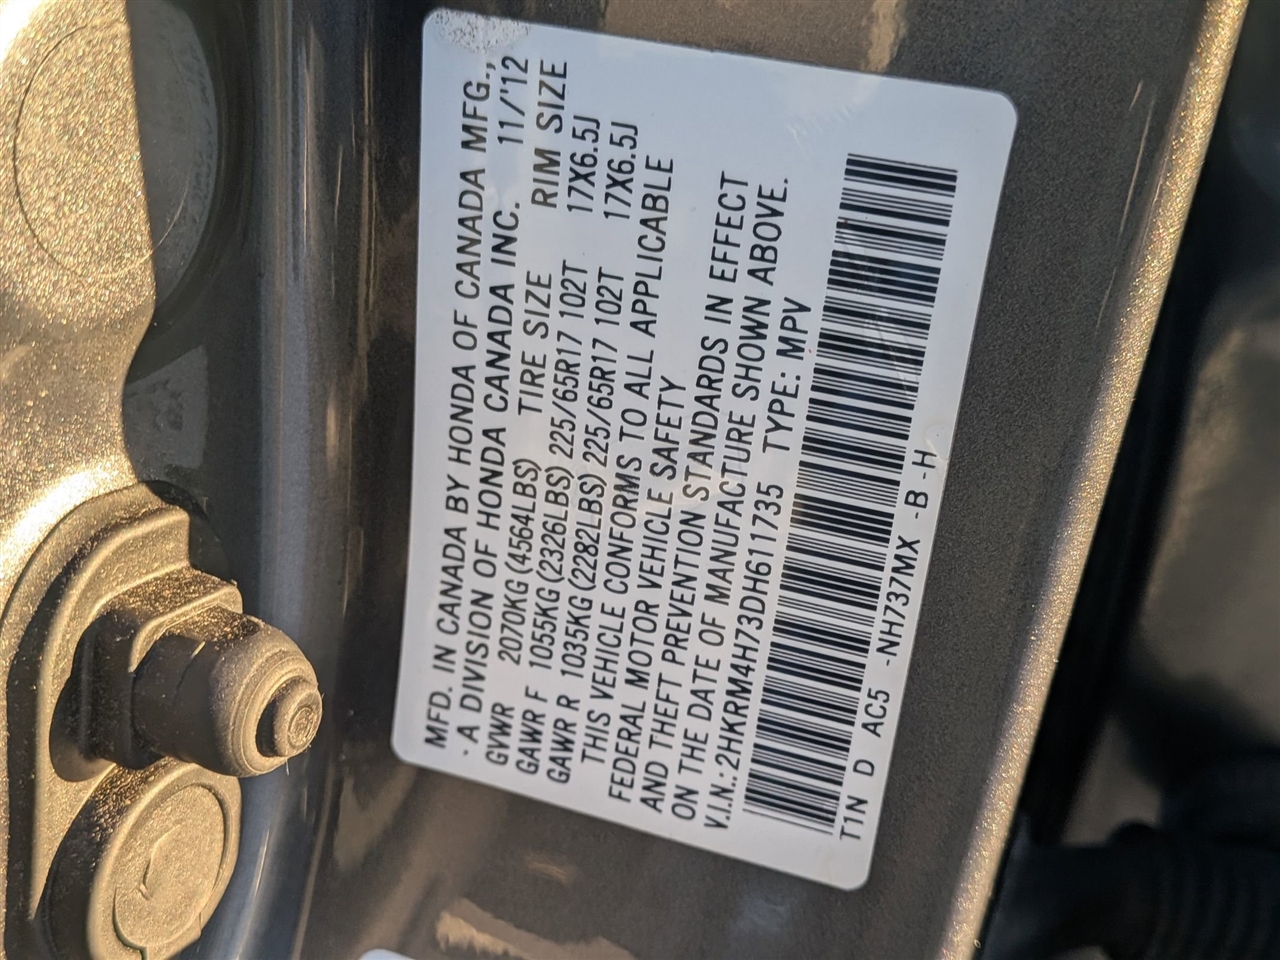 MFD. IN CANADA BY HONDA OF CANADA MFG.,
- A DIVISION OF HONDA CANADA INC. 11/'12
GVWR 2070KG (4564LBS) TIRE SIZE RIM SIZE
GAWR F 1055KG (2326LBS) 225/65R17 102T 17X6.5J
GAWR R 1035KG (2282LBS) 225/65R17 102T 17X6.5J
THIS VEHICLE CONFORMS TO ALL APPLICABLE
FEDERAL MOTOR VEHICLE SAFETY
AND THEFT PREVENTION STANDARDS IN EFFECT
ON THE DATE OF MANUFACTURE SHOWN ABOVE.
V.I.N.:2HKRM4H73DH611735 TYPE: MPV
T1N D AC5 -NH737MX -B -H